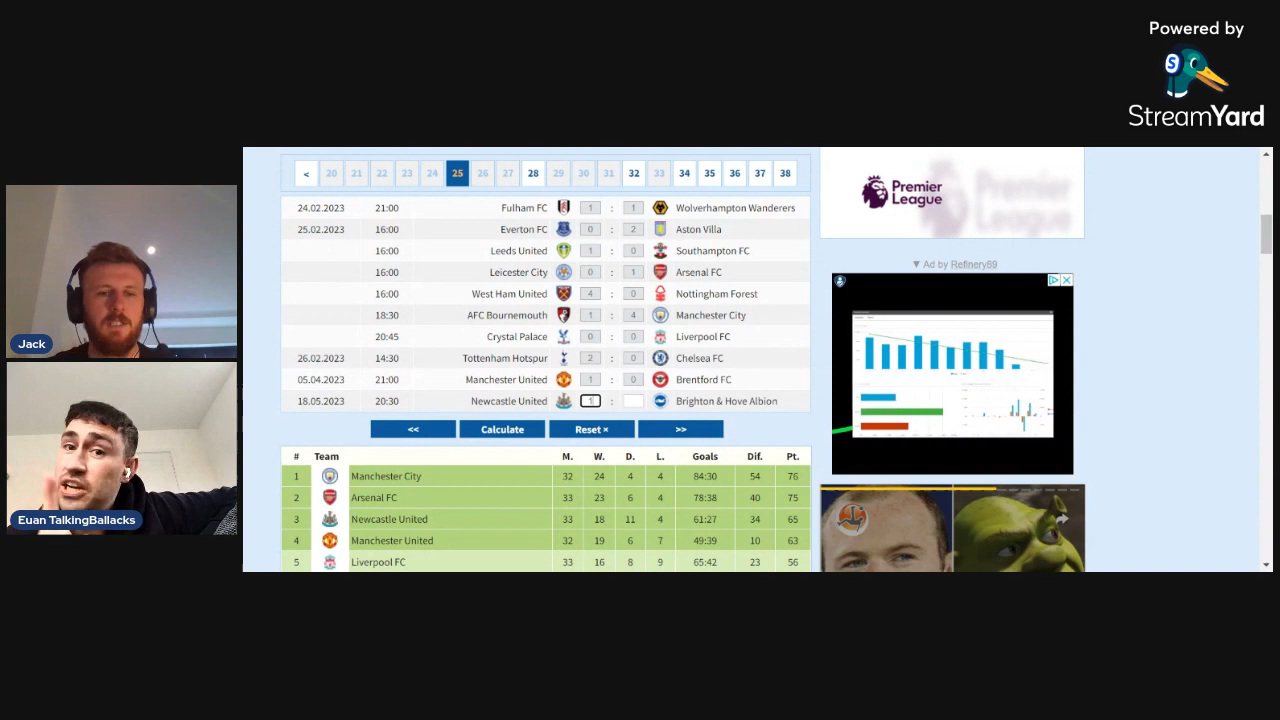 Powered by
StreamYard
< 20 21 22 23 24 25 26 27 28 29 30 31 32 33 34 35 36 37 38
24.02.2023 21:00 Fulham FC 1 : 1 Wolverhampton Wanderers
25.02.2023 16:00 Everton FC 0 : 2 Aston Villa
16:00 Leeds United 1 : 0 Southampton FC
16:00 Leicester City 0 : 1 Arsenal FC
16:00 West Ham United 4 : 0 Nottingham Forest
18:30 AFC Bournemouth 1 : 4 Manchester City
20:45 Crystal Palace 0 : 0 Liverpool FC
26.02.2023 14:30 Tottenham Hotspur 2 : 0 Chelsea FC
05.04.2023 21:00 Manchester United 1 : 0 Brentford FC
18.05.2023 20:30 Newcastle United 1 : Brighton & Hove Albion
<< Calculate Reset × >>
# Team M. W. D. L. Goals Dif. Pt.
1 Manchester City 32 24 4 4 84:30 54 76
2 Arsenal FC 33 23 6 4 78:38 40 75
3 Newcastle United 33 18 11 4 61:27 34 65
4 Manchester United 32 19 6 7 49:39 10 63
5 Liverpool FC 33 16 8 9 65:42 23 56
Premier League
▼ Ad by Refinery89
Jack
Euan TalkingBallacks